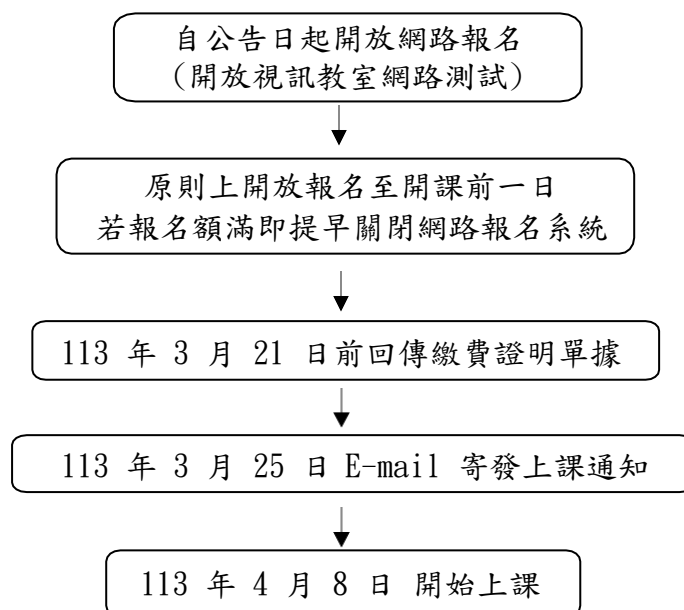 自公告日起開放網路報名
(開放視訊教室網路測試)
原則上開放報名至開課前一日
若報名額滿即提早關閉網路報名系統
113 年 3 月 21 日前回傳繳費證明單據
113 年 3 月 25 日 E-mail 寄發上課通知
113 年 4 月 8 日 開始上課